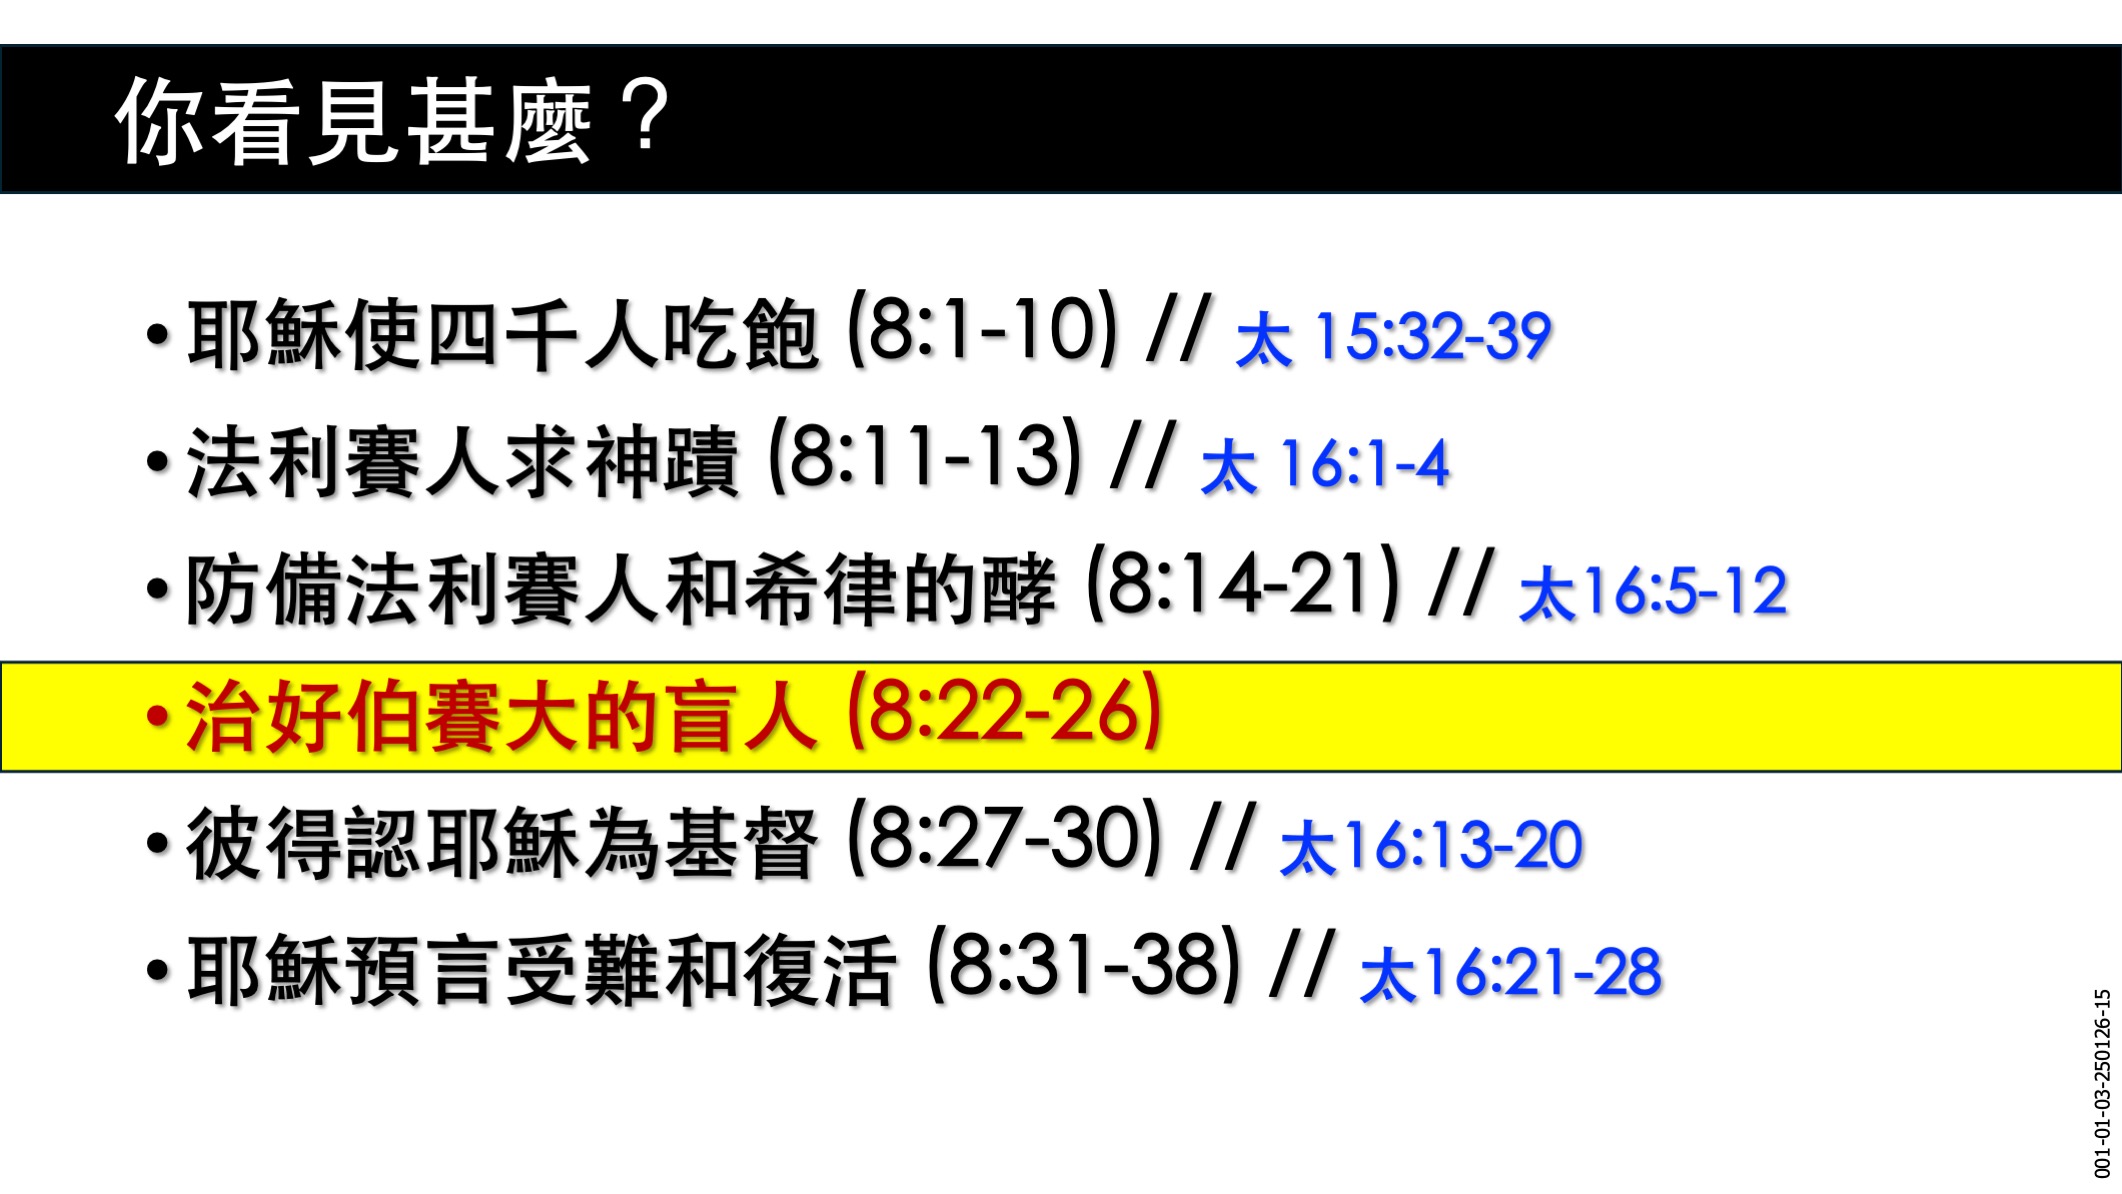 你看見甚麼？
•耶穌使四千人吃飽 (8:1-10) // 太 15:32-39
•法利賽人求神蹟 (8:11-13) // 太 16:1-4
•防備法利賽人和希律的酵 (8:14-21) // 太16:5-12
•治好伯賽大的盲人 (8:22-26)
•彼得認耶穌為基督 (8:27-30) // 太16:13-20
•耶穌預言受難和復活 (8:31-38) // 太16:21-28
001-01-03-250126-15